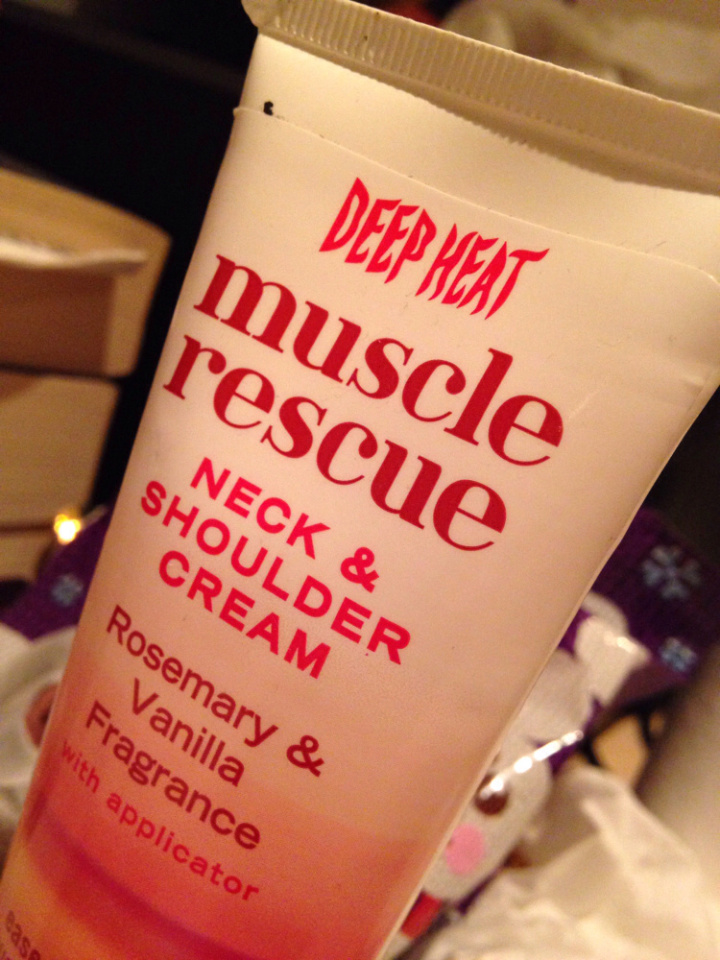 DEEP HEAT
muscle
rescue
NECK &
SHOULDER
CREAM
Rosemary &
Vanilla
Fragrance
with applicator